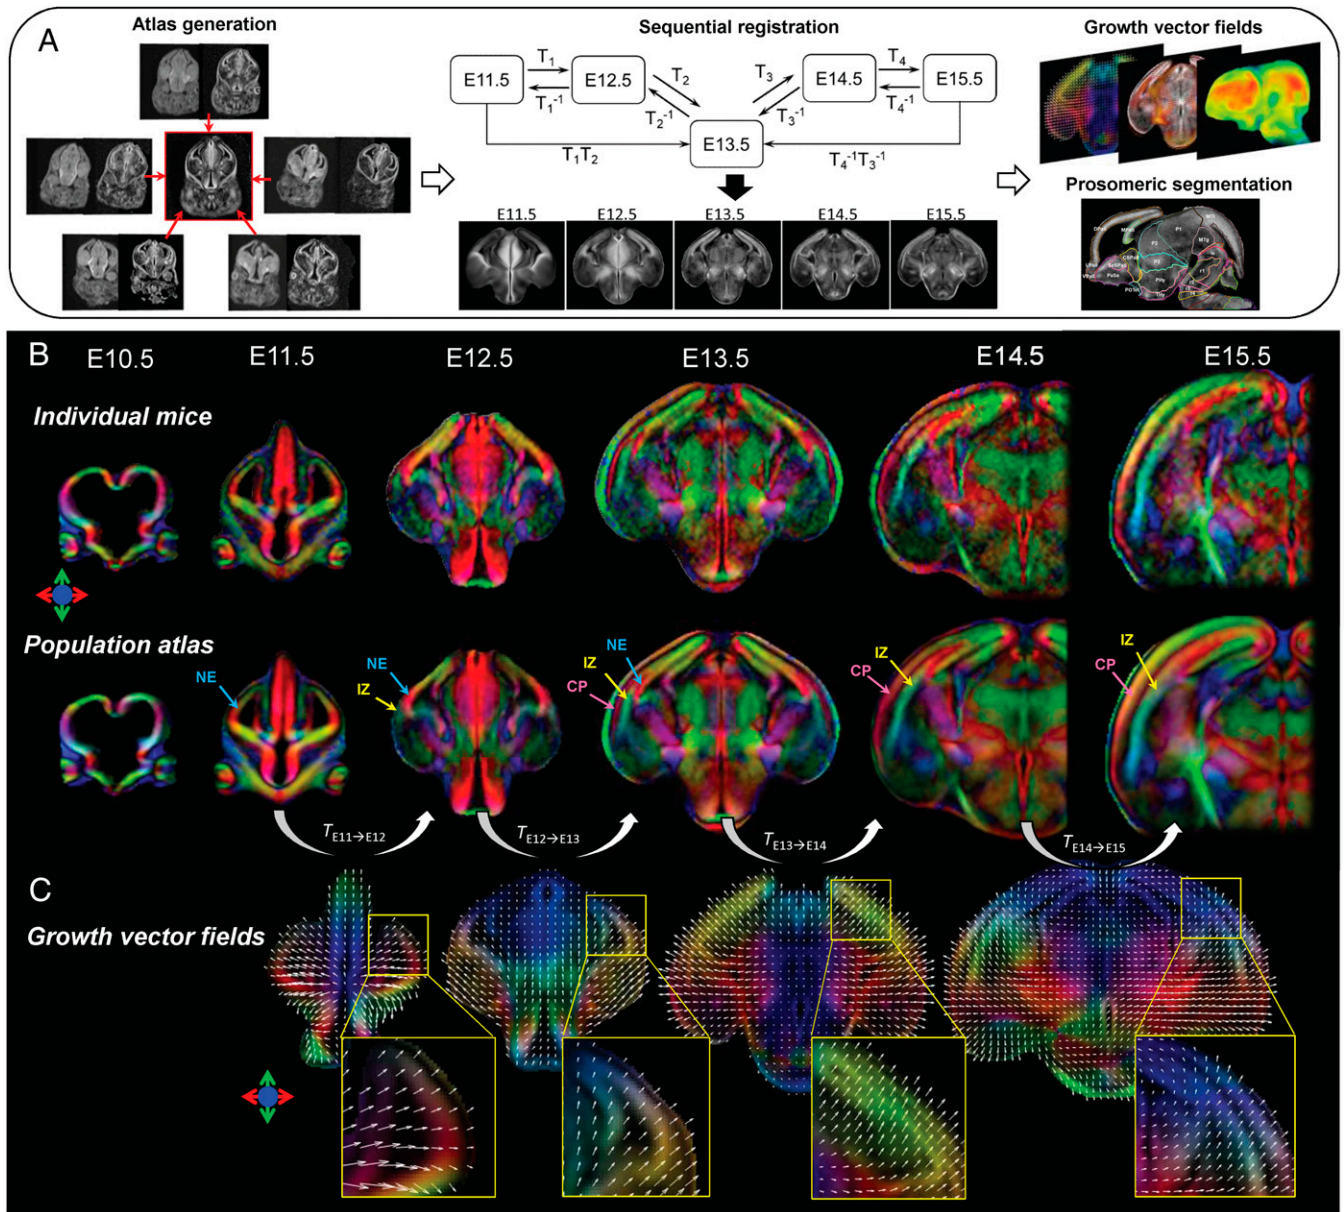 A
Atlas generation
Sequential registration
Growth vector fields
T1
T2
T3
T4
E11.5
E12.5
E14.5
E15.5
T1-1
T2-1
T3-1
T4-1
E13.5
T1T2
T4-1T3-1
Prosomeric segmentation
E11.5 E12.5 E13.5 E14.5 E15.5
P1
P2
B
E10.5 E11.5 E12.5 E13.5 E14.5 E15.5
Individual mice
Population atlas
NE
NE
IZ
NE
IZ
CP
IZ
CP
IZ
CP
TE11→E12
TE12→E13
TE13→E14
TE14→E15
C
Growth vector fields